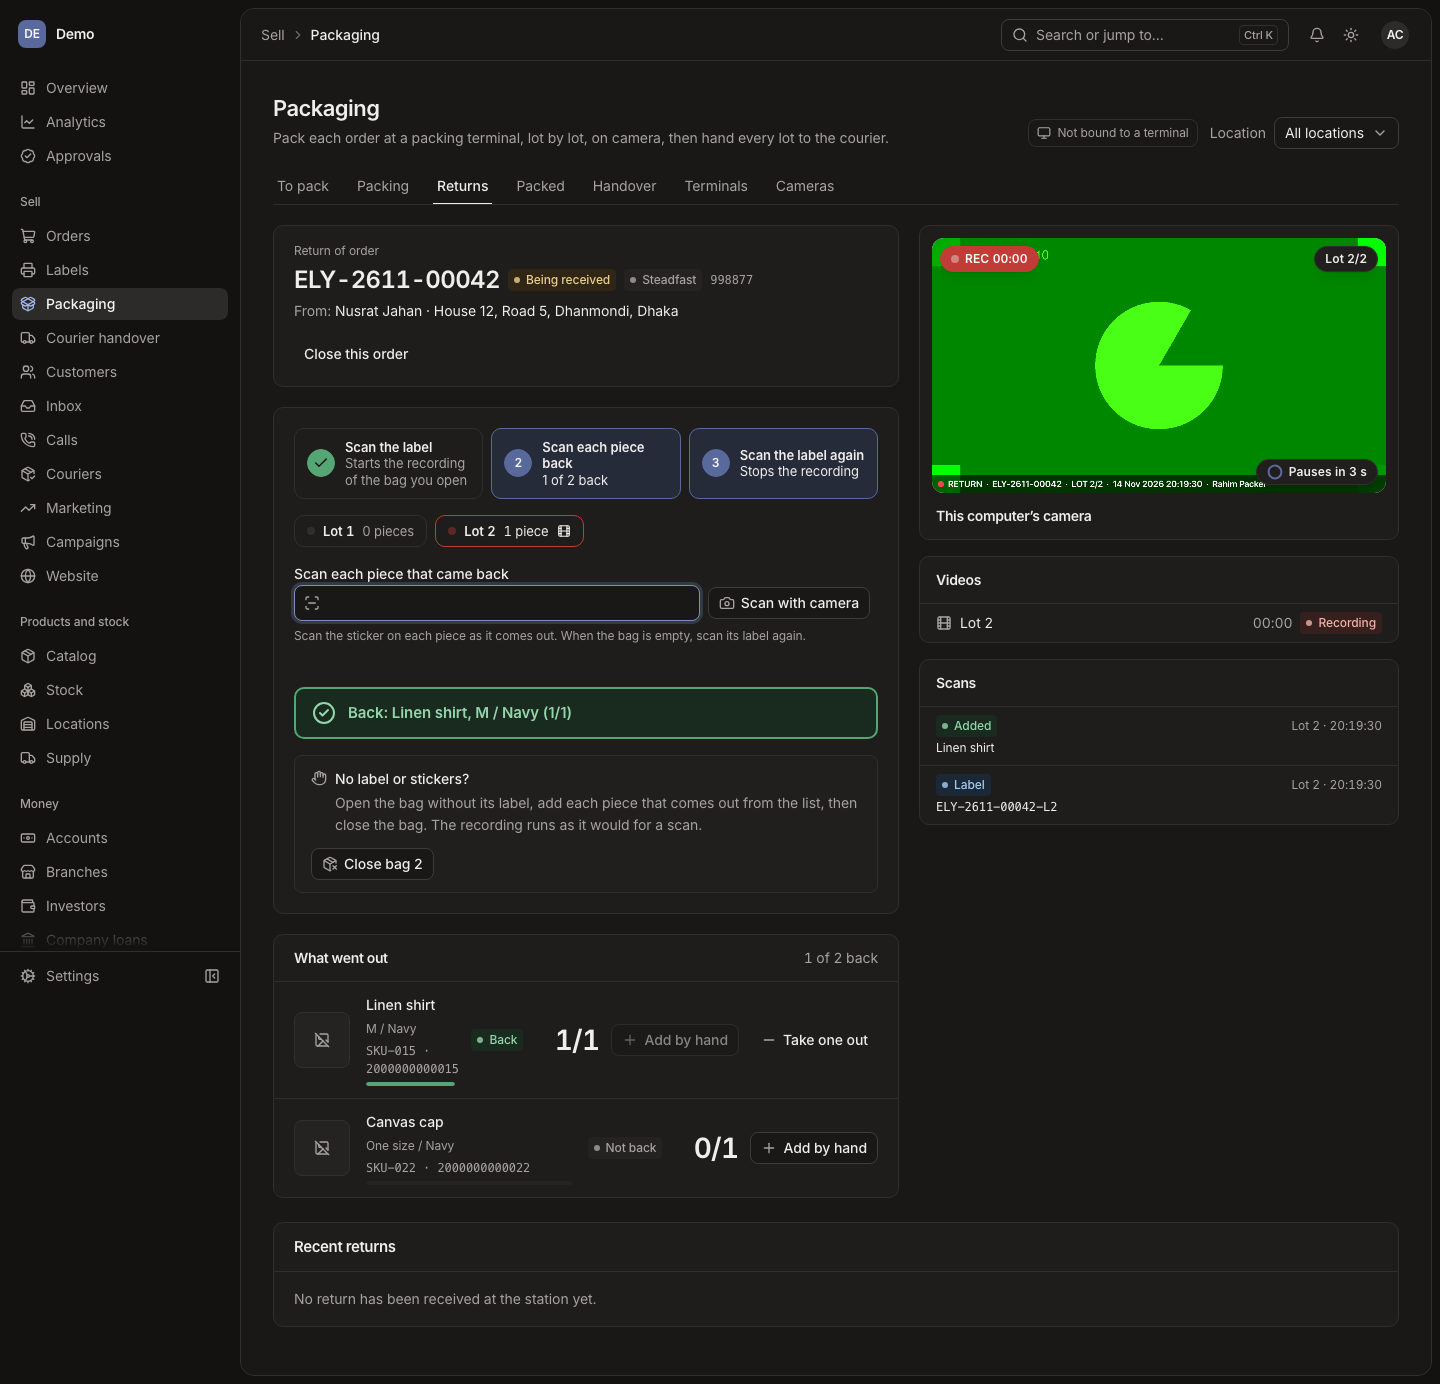 DE Demo
Overview
Analytics
Approvals
Sell
Orders
Labels
Packaging
Courier handover
Customers
Inbox
Calls
Couriers
Marketing
Campaigns
Website
Products and stock
Catalog
Stock
Locations
Supply
Money
Accounts
Branches
Investors
Company loans
Settings
Sell > Packaging
Search or jump to... Ctrl K
AC
Packaging
Pack each order at a packing terminal, lot by lot, on camera, then hand every lot to the courier.
Not bound to a terminal Location All locations
To pack Packing Returns Packed Handover Terminals Cameras
Return of order
ELY-2611-00042 Being received Steadfast 998877
From: Nusrat Jahan · House 12, Road 5, Dhanmondi, Dhaka
Close this order
Scan the label
Starts the recording
of the bag you open
2 Scan each piece
back
1 of 2 back
3 Scan the label again
Stops the recording
Lot 1 0 pieces
Lot 2 1 piece
Scan each piece that came back
Scan with camera
Scan the sticker on each piece as it comes out. When the bag is empty, scan its label again.
Back: Linen shirt, M / Navy (1/1)
No label or stickers?
Open the bag without its label, add each piece that comes out from the list, then
close the bag. The recording runs as it would for a scan.
Close bag 2
What went out 1 of 2 back
Linen shirt
M / Navy
SKU-015 ·
2000000000015
Back 1/1 Add by hand Take one out
Canvas cap
One size / Navy
SKU-022 · 2000000000022
Not back 0/1 Add by hand
REC 00:00 Lot 2/2
Pauses in 3 s
RETURN · ELY-2611-00042 · LOT 2/2 · 14 Nov 2026 20:19:30 · Rahim Packer
This computer's camera
Videos
Lot 2 00:00 Recording
Scans
Added Lot 2 · 20:19:30
Linen shirt
Label Lot 2 · 20:19:30
ELY-2611-00042-L2
Recent returns
No return has been received at the station yet.